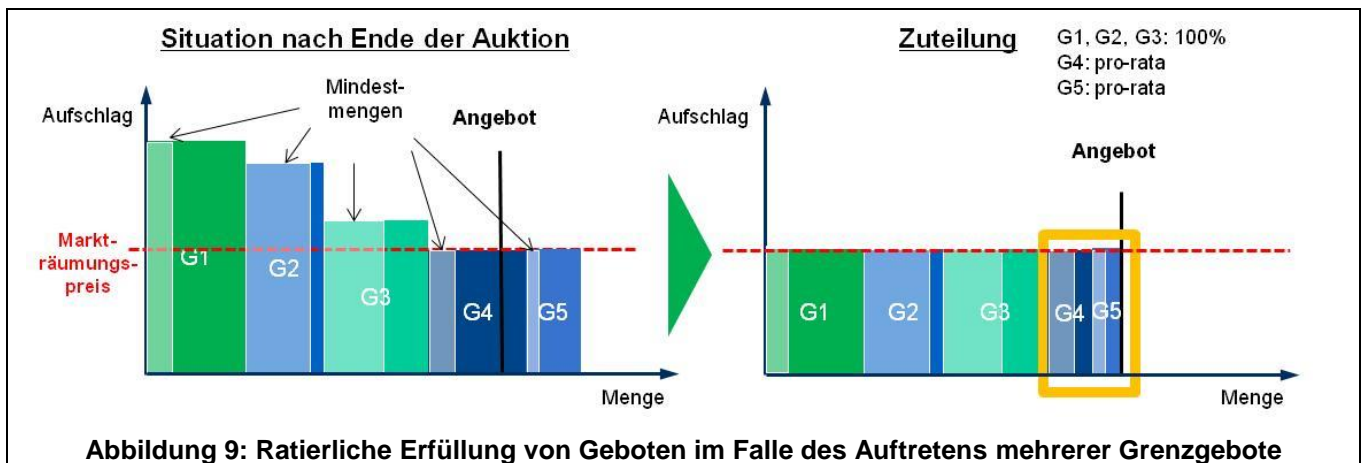 Situation nach Ende der Auktion
Mindest-
mengen
Aufschlag
Angebot
Markt-
räumungs-
preis
G1
G2
G3
G4
G5
Menge
Zuteilung
G1, G2, G3: 100%
G4: pro-rata
G5: pro-rata
Aufschlag
Angebot
G1
G2
G3
G4
G5
Menge
Abbildung 9: Ratierliche Erfüllung von Geboten im Falle des Auftretens mehrerer Grenzgebote